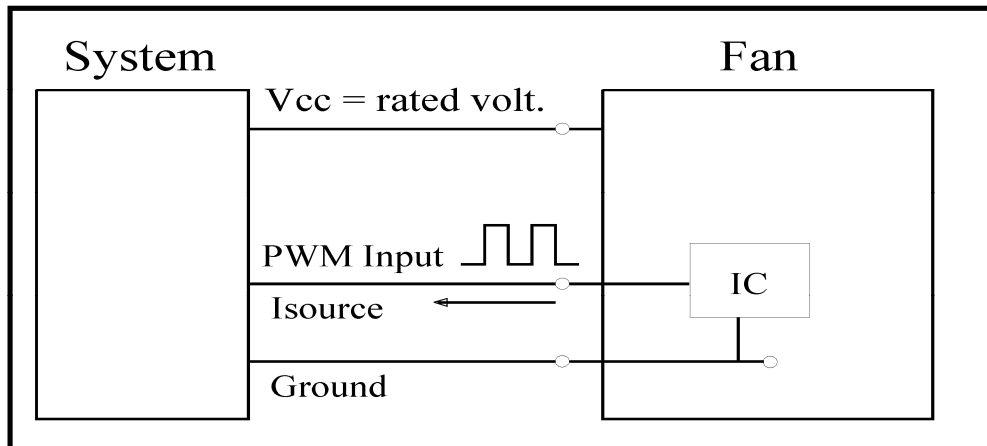 System
Fan
Vcc = rated volt.
PWM Input
IC
Isource
Ground